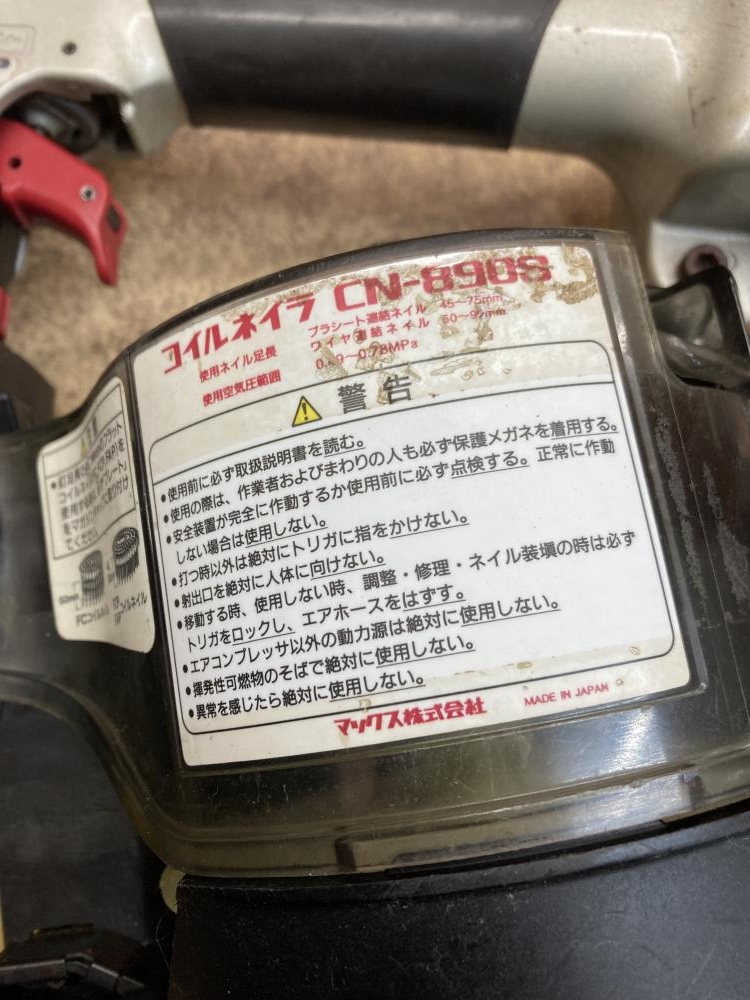 コイルネイラ CN-890S
使用ネイル足長 プラシート連結ネイル 45〜75mm
ワイヤ連結ネイル 50〜90mm
使用空気圧範囲 0.49〜0.78MPa
警告
•使用前に必ず取扱説明書を読む。
•使用の際は、作業者およびまわりの人も必ず保護メガネを着用する。
•安全装置が完全に作動するか使用前に必ず点検する。正常に作動
しない場合は使用しない。
•打つ時以外は絶対にトリガに指をかけない。
•射出口を絶対に人体に向けない。
•移動する時、使用しない時、調整・修理・ネイル装填の時は必ず
トリガをロックし、エアホースをはずす。
•エアコンプレッサ以外の動力源は絶対に使用しない。
•揮発性可燃物のそばで絶対に使用しない。
•異常を感じたら絶対に使用しない。
マックス株式会社 MADE IN JAPAN
てください
50mm
FCコイルネイル